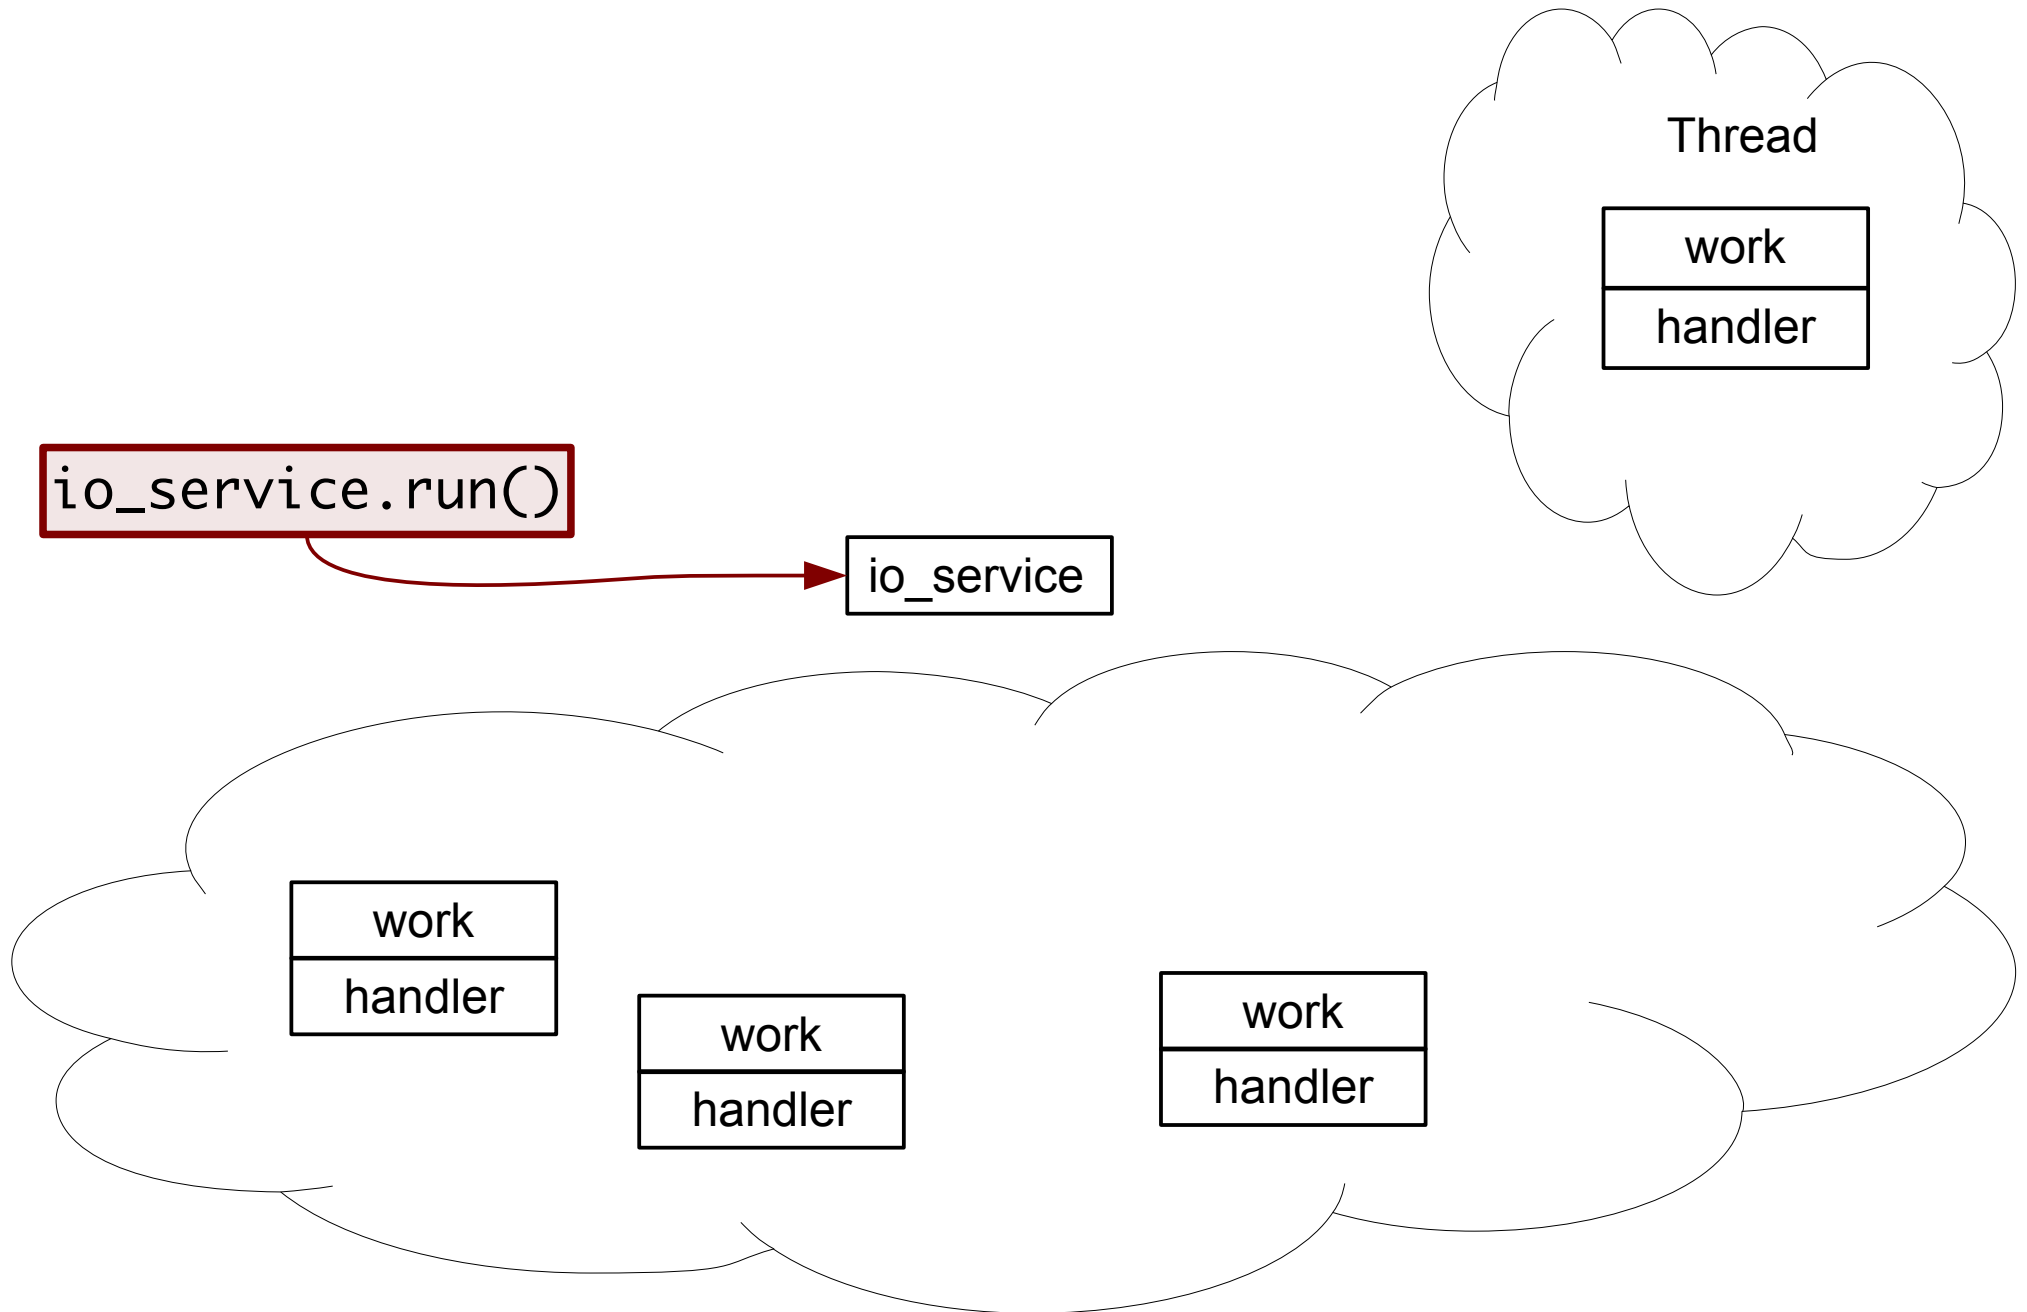 Thread
work
handler
io_service.run()
io_service
work
handler
work
handler
work
handler